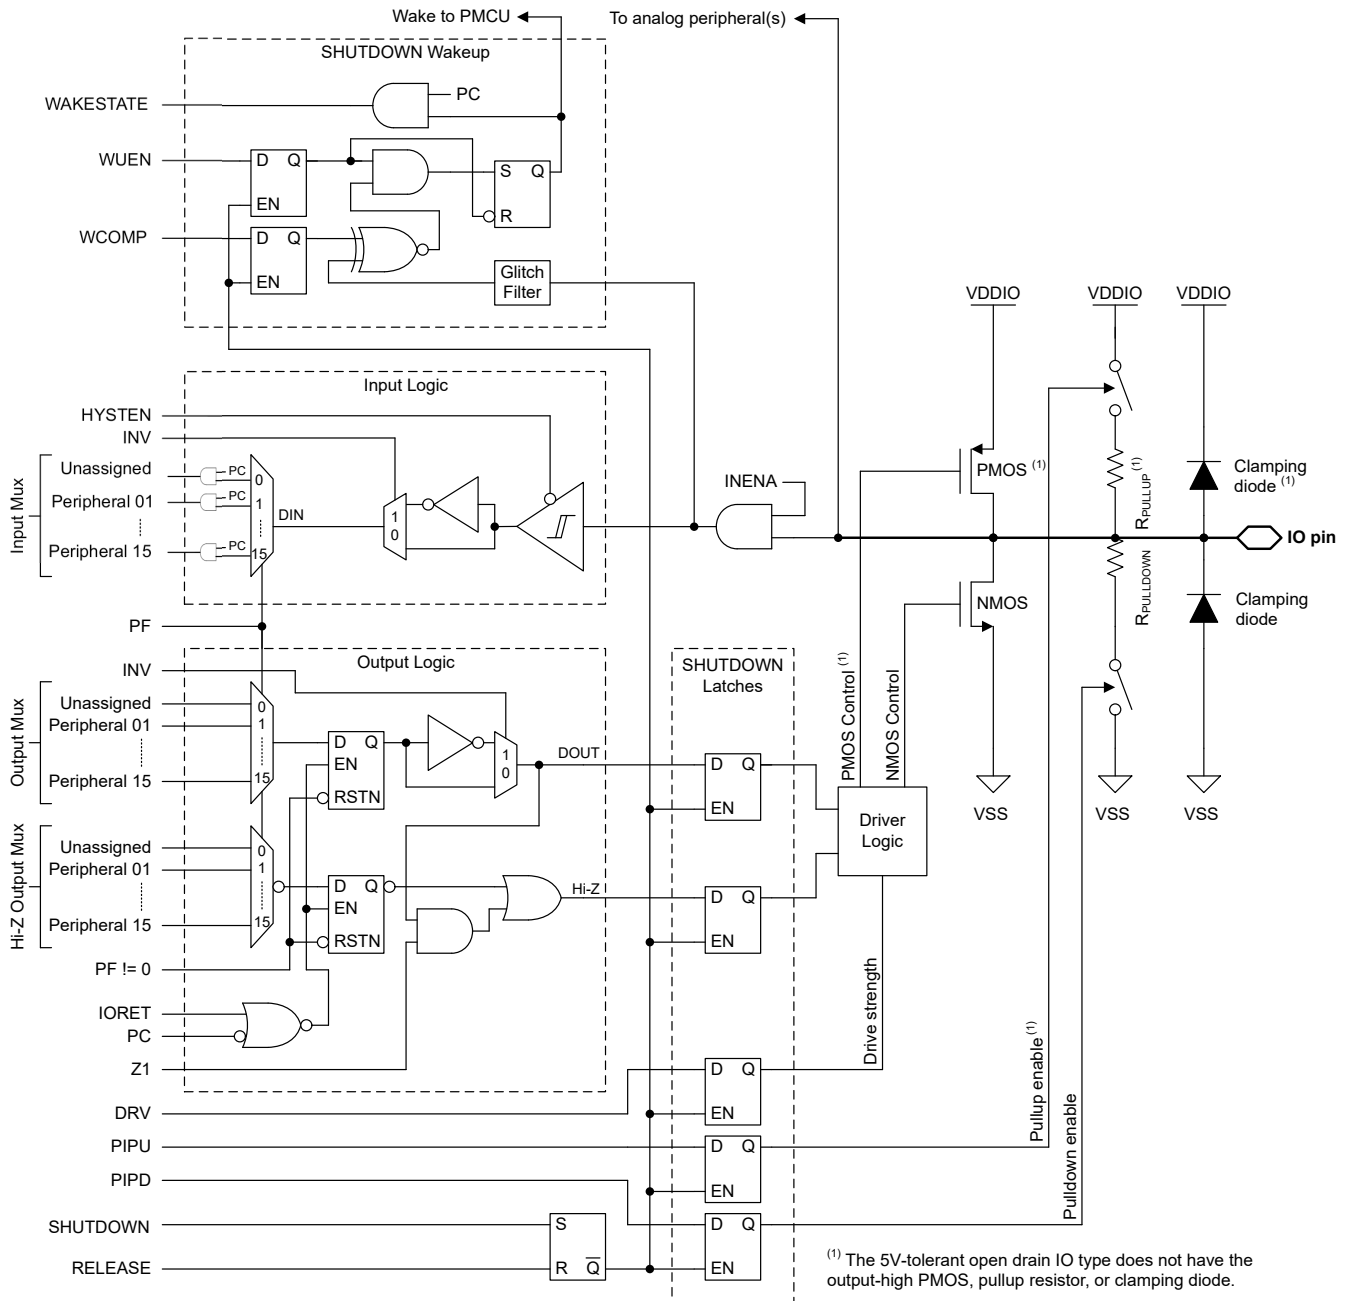 Wake to PMCU
To analog peripheral(s)
SHUTDOWN Wakeup
WAKESTATE
PC
WUEN
D Q
EN
S Q
R
WCOMP
D Q
EN
Glitch
Filter
VDDIO
VDDIO
VDDIO
Input Logic
HYSTEN
INV
Input Mux
Unassigned
PC
0
Peripheral 01
PC
1
Peripheral 15
PC
15
DIN
1
0
INENA
PMOS (1)
RPULLUP (1)
Clamping
diode (1)
IO pin
RPULLDOWN
NMOS
Clamping
diode
PF
Output Logic
INV
Output Mux
Unassigned
0
Peripheral 01
1
Peripheral 15
15
D Q
EN
RSTN
1
0
DOUT
SHUTDOWN
Latches
D Q
EN
PMOS Control (1)
NMOS Control
Driver
Logic
VSS
VSS
VSS
Hi-Z Output Mux
Unassigned
0
Peripheral 01
1
Peripheral 15
15
D Q
EN
RSTN
Hi-Z
D Q
EN
PF != 0
IORET
PC
Z1
Drive strength
D Q
EN
DRV
PIPU
D Q
EN
Pullup enable (1)
PIPD
Pulldown enable
SHUTDOWN
S
D Q
RELEASE
R Q
EN
(1) The 5V-tolerant open drain IO type does not have the
output-high PMOS, pullup resistor, or clamping diode.